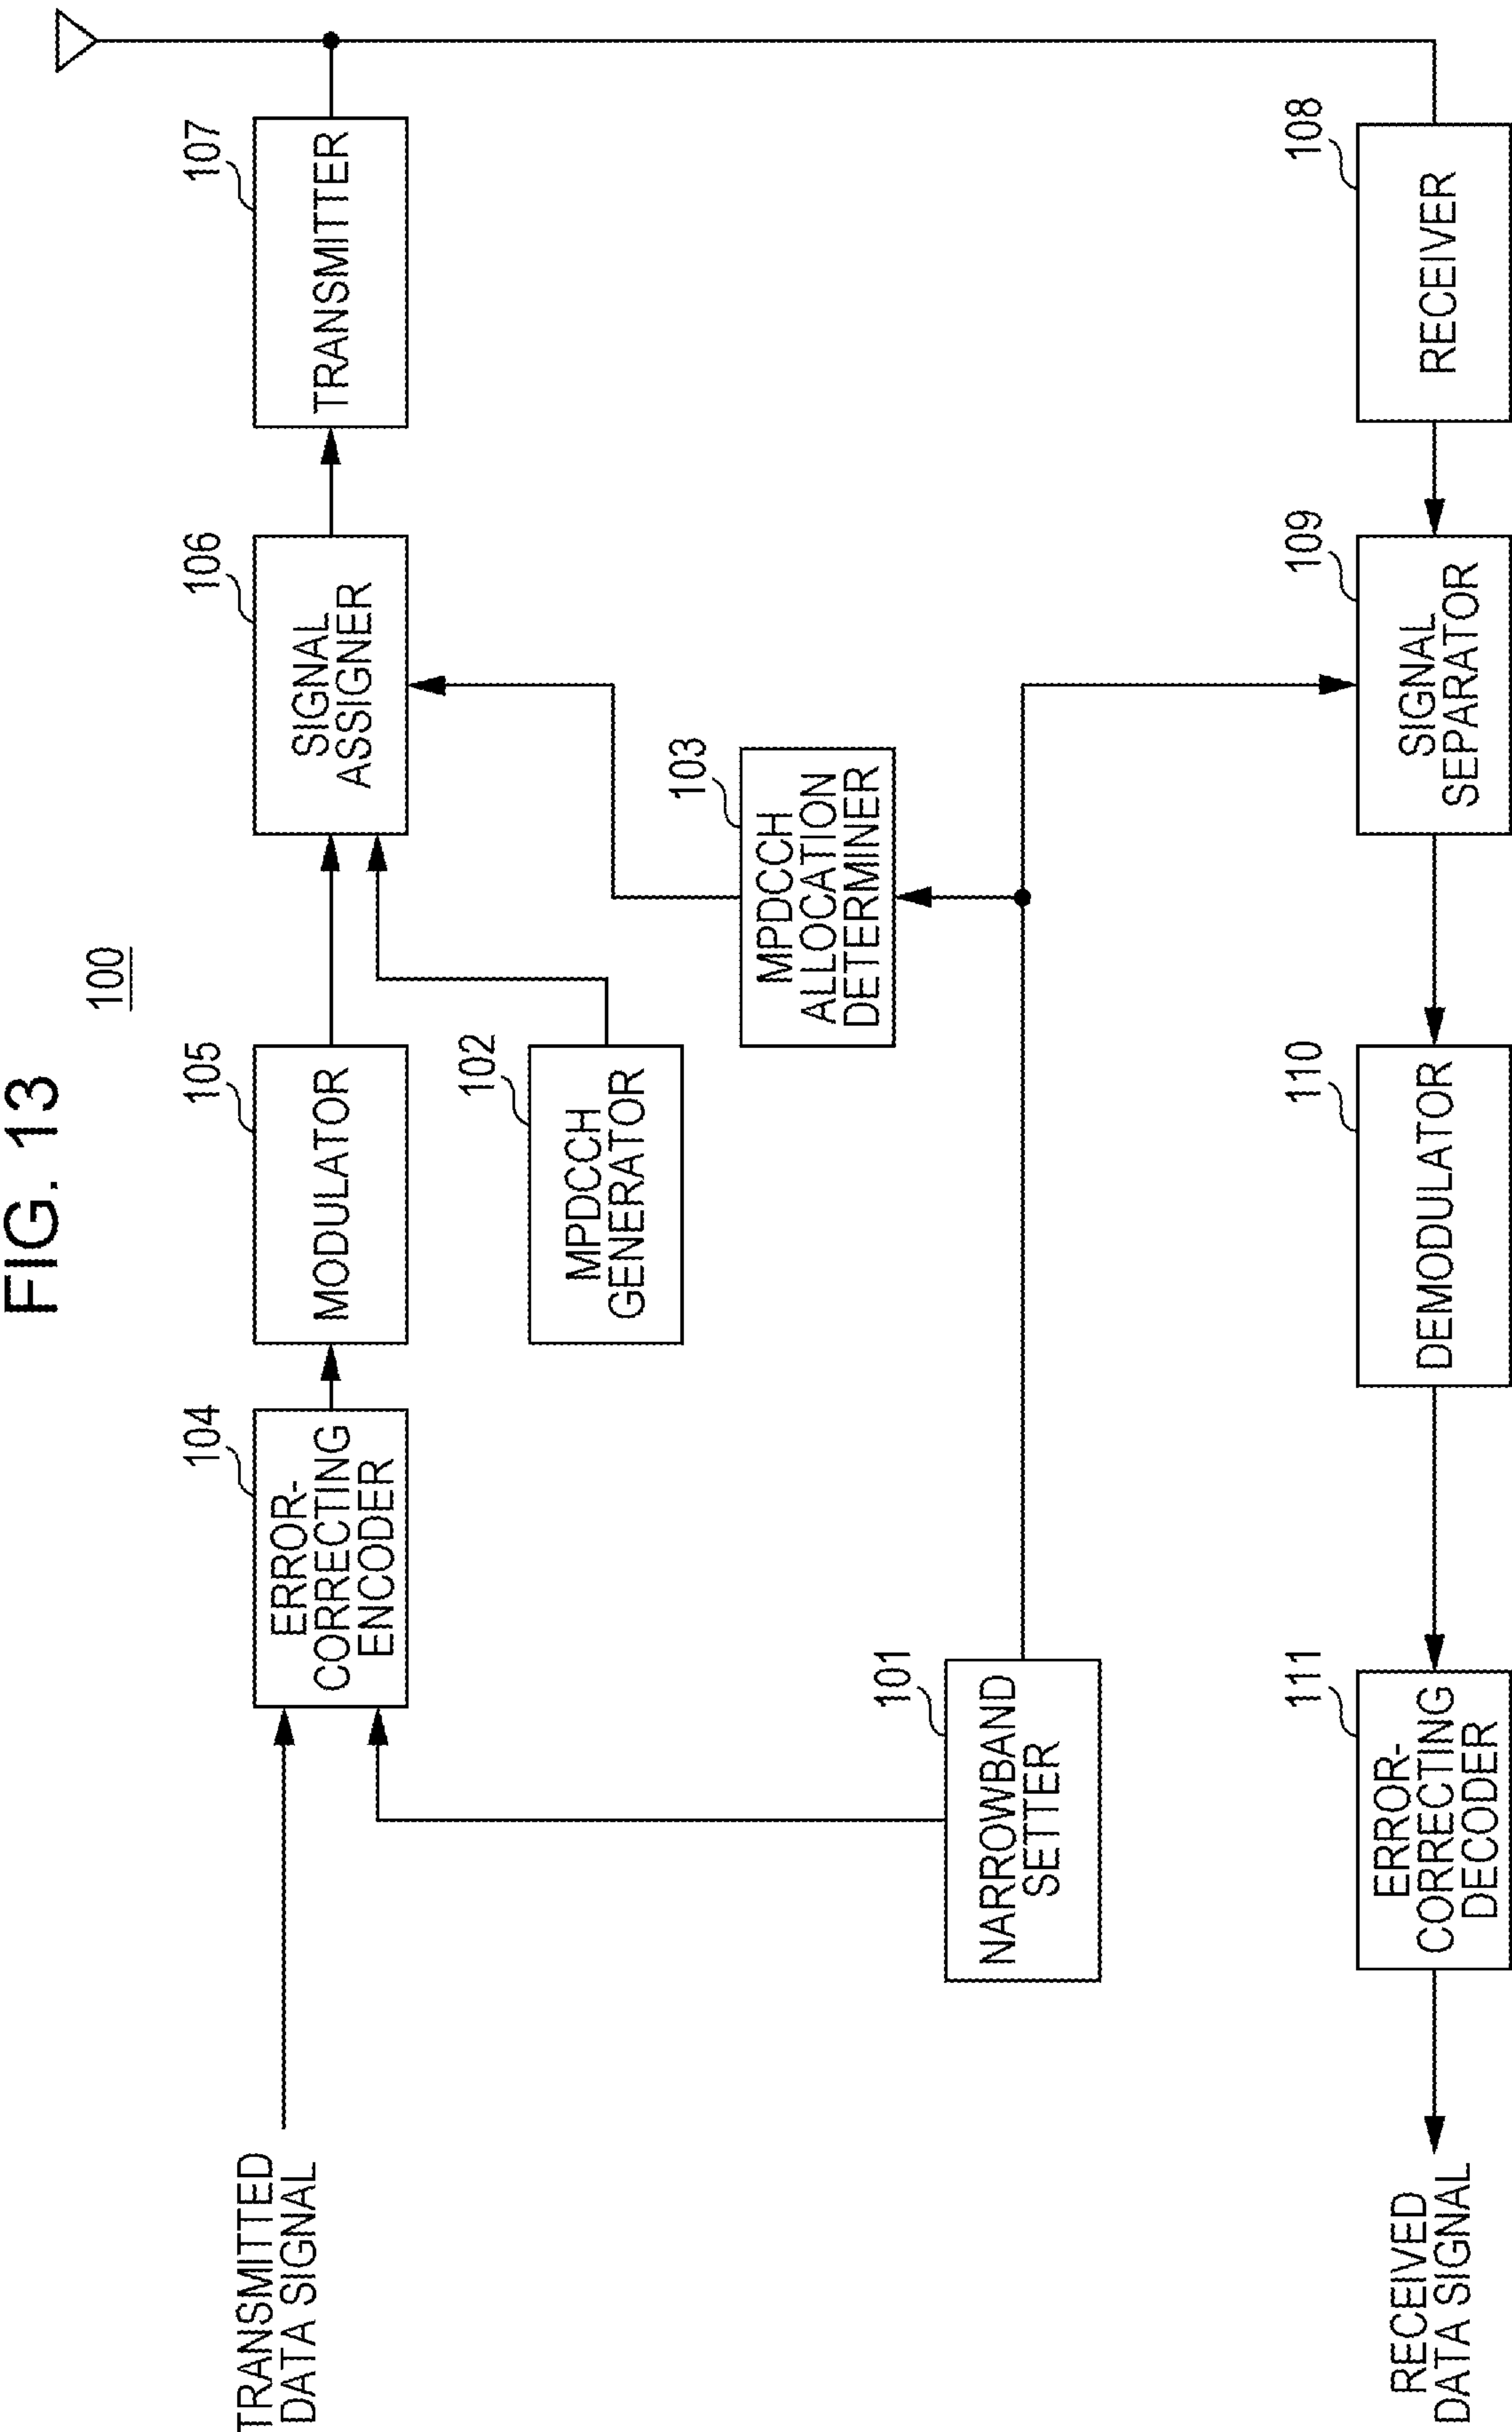 FIG. 13
100
TRANSMITTED
DATA SIGNAL
104
ERROR-
CORRECTING
ENCODER
105
MODULATOR
106
SIGNAL
ASSIGNER
107
TRANSMITTER
102
MPDCCH
GENERATOR
103
MPDCCH
ALLOCATION
DETERMINER
101
NARROWBAND
SETTER
RECEIVED
DATA SIGNAL
111
ERROR-
CORRECTING
DECODER
110
DEMODULATOR
109
SIGNAL
SEPARATOR
108
RECEIVER